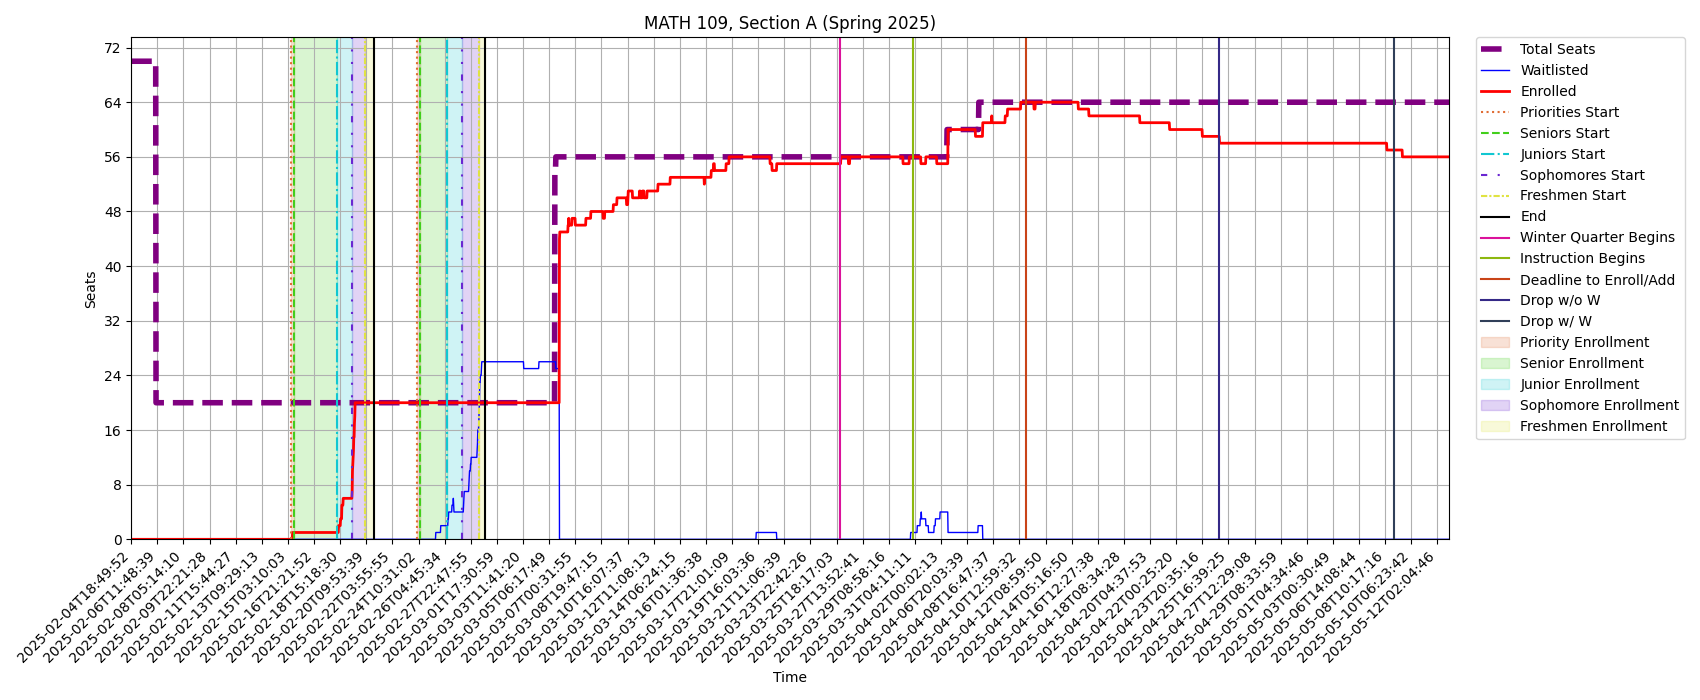 MATH 109, Section A (Spring 2025)
72
64
56
48
40
32
24
16
8
0
Seats
2025-02-04T18:49:52
2025-02-06T11:48:39
2025-02-08T05:14:10
2025-02-09T22:21:28
2025-02-11T15:44:27
2025-02-13T09:29:13
2025-02-15T03:10:03
2025-02-16T21:21:52
2025-02-18T15:18:30
2025-02-20T09:53:39
2025-02-22T03:55:55
2025-02-24T10:31:02
2025-02-26T04:45:34
2025-02-27T22:47:55
2025-03-01T17:30:59
2025-03-03T11:41:20
2025-03-05T06:17:49
2025-03-07T00:31:55
2025-03-08T19:47:15
2025-03-10T16:07:37
2025-03-12T11:08:13
2025-03-14T06:24:15
2025-03-16T01:36:38
2025-03-17T21:01:09
2025-03-19T16:03:36
2025-03-21T11:06:39
2025-03-23T22:42:26
2025-03-25T18:17:03
2025-03-27T13:52:41
2025-03-29T08:58:16
2025-03-31T04:11:11
2025-04-02T00:02:13
2025-04-06T20:03:39
2025-04-08T16:47:37
2025-04-10T12:59:32
2025-04-12T08:59:50
2025-04-14T05:16:50
2025-04-16T12:27:38
2025-04-18T08:34:28
2025-04-20T04:37:53
2025-04-22T00:25:20
2025-04-23T20:35:16
2025-04-25T16:39:25
2025-04-27T12:29:08
2025-04-29T08:33:59
2025-05-01T04:34:46
2025-05-03T00:30:49
2025-05-06T14:08:44
2025-05-08T10:17:16
2025-05-10T06:23:42
2025-05-12T02:04:46
Time
Total Seats
Waitlisted
Enrolled
Priorities Start
Seniors Start
Juniors Start
Sophomores Start
Freshmen Start
End
Winter Quarter Begins
Instruction Begins
Deadline to Enroll/Add
Drop w/o W
Drop w/ W
Priority Enrollment
Senior Enrollment
Junior Enrollment
Sophomore Enrollment
Freshmen Enrollment